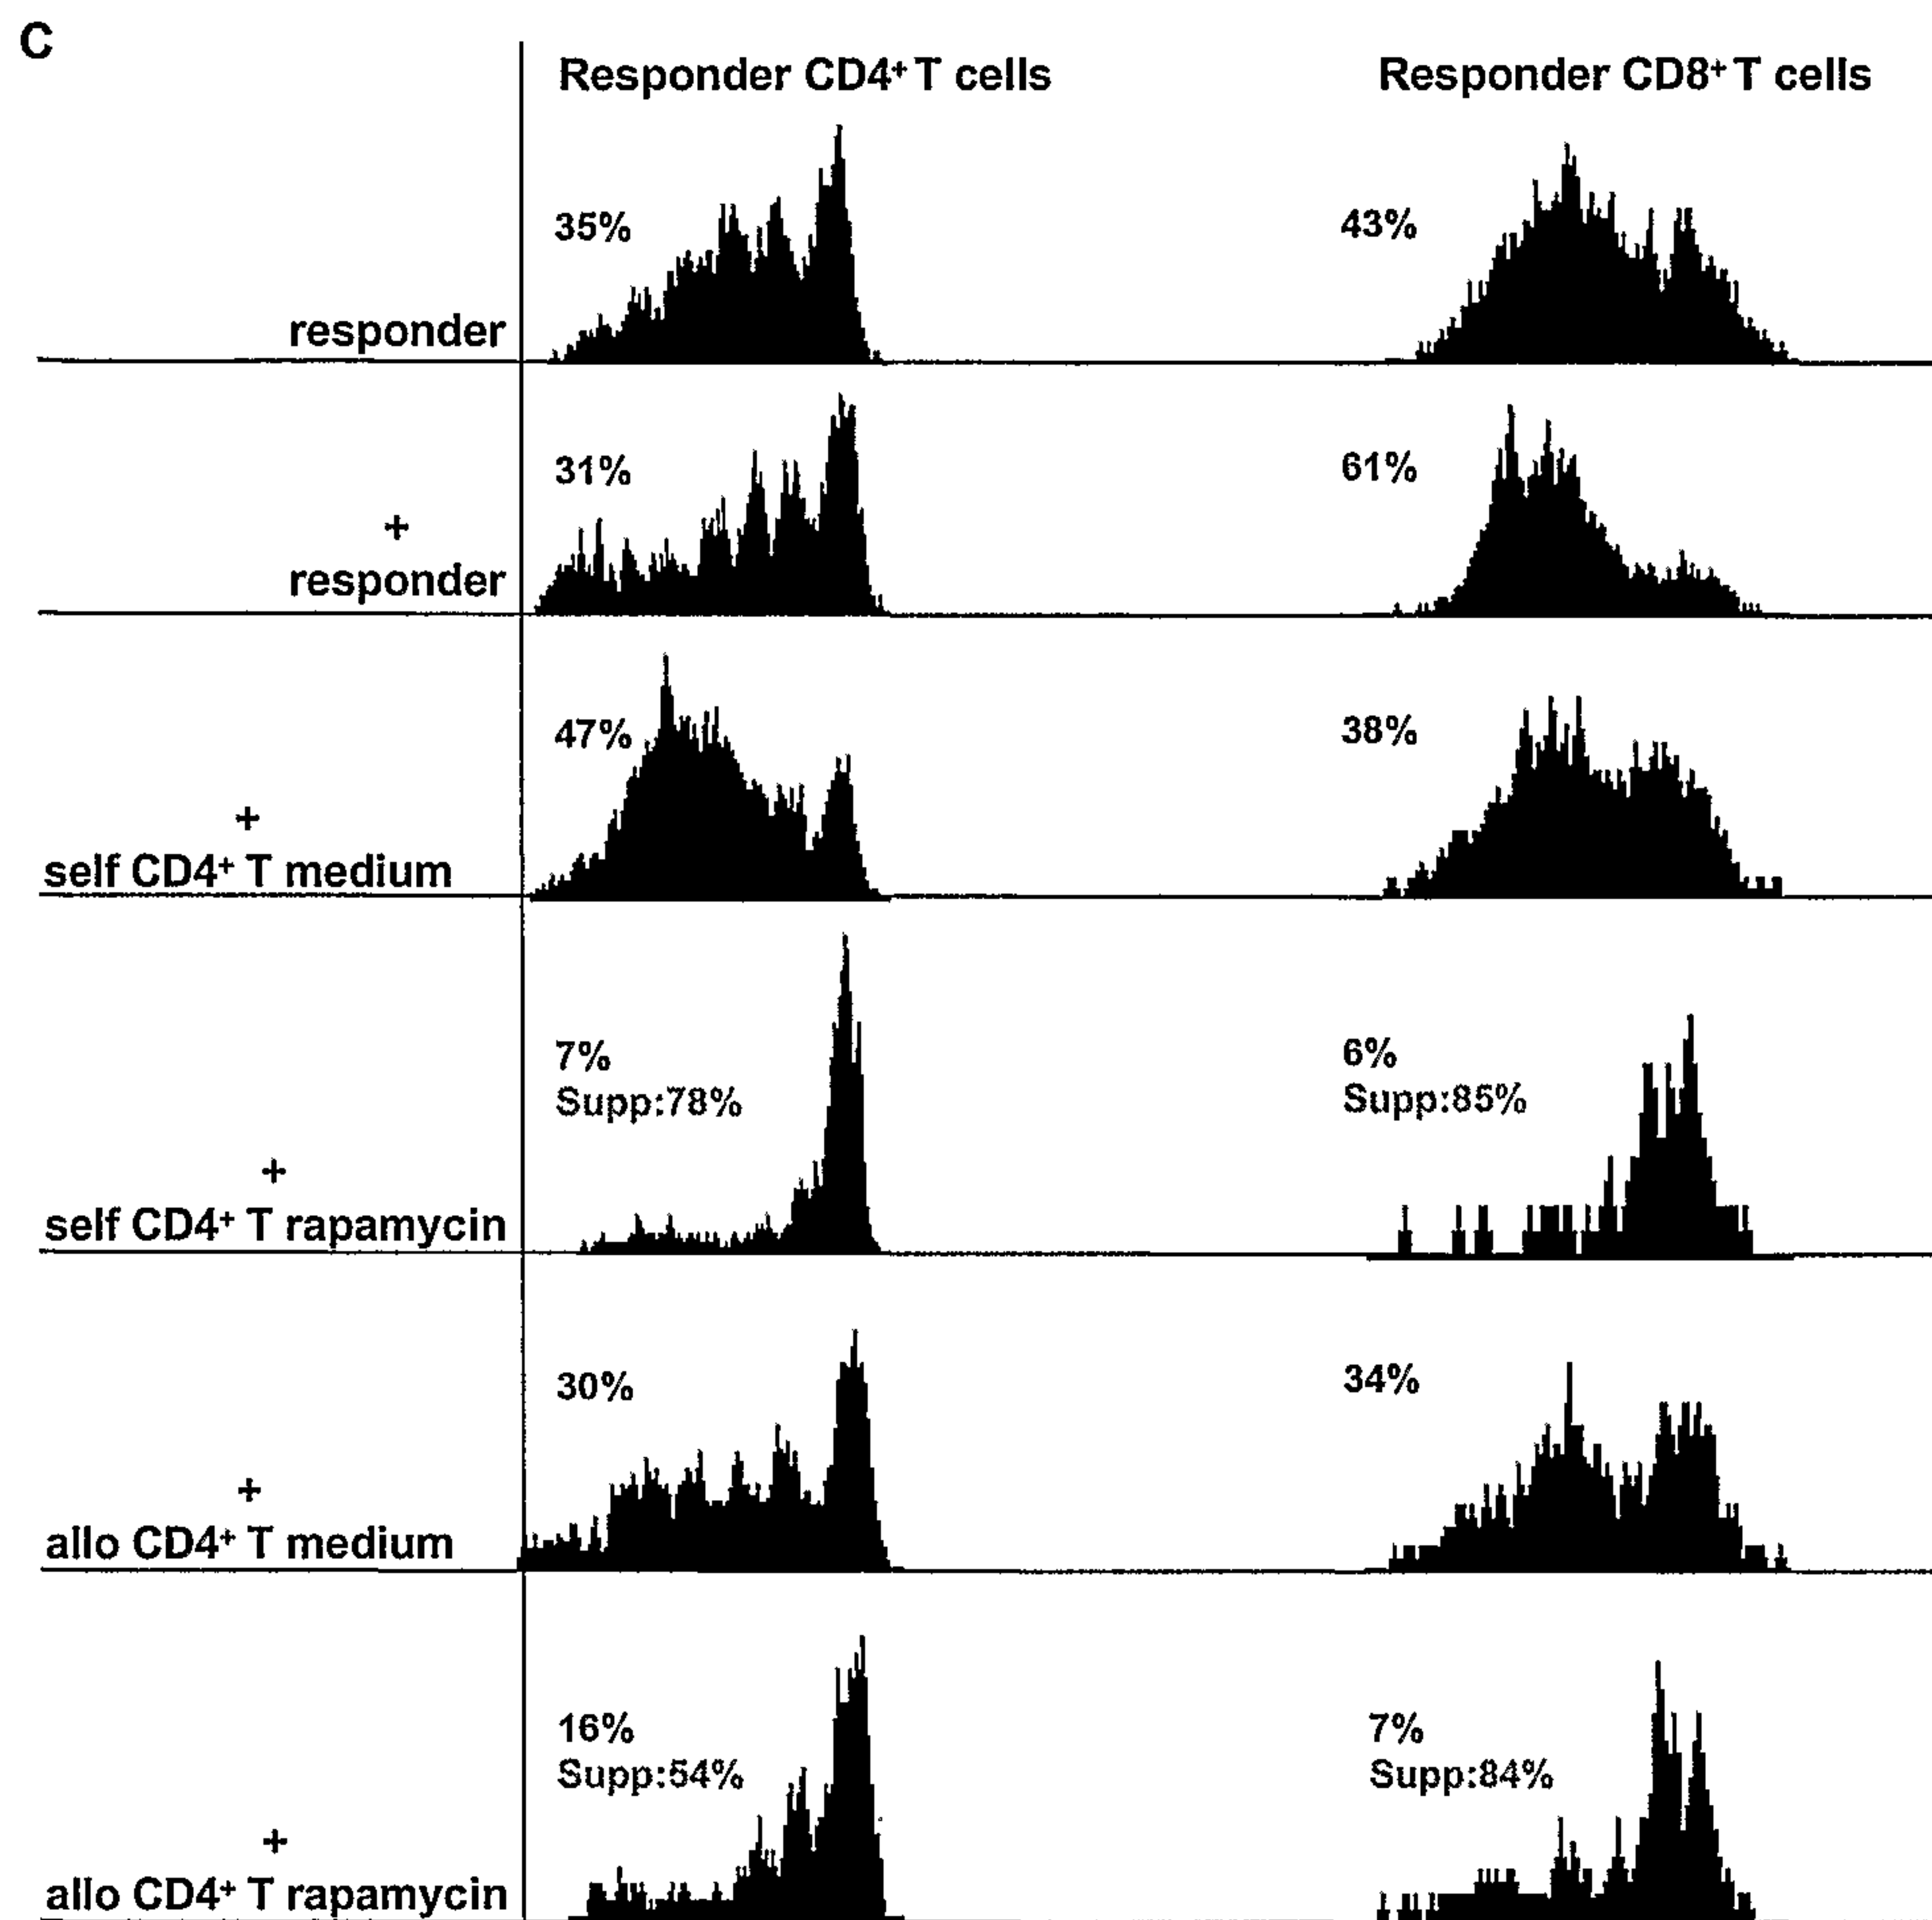 C
Responder CD4+ T cells Responder CD8+ T cells
35% 43%
responder
31% 61%
+
responder
47% 38%
+
self CD4+ T medium
7% 6%
Supp:78% Supp:85%
+
self CD4+ T rapamycin
30% 34%
+
allo CD4+ T medium
16% 7%
Supp:54% Supp:84%
+
allo CD4+ T rapamycin